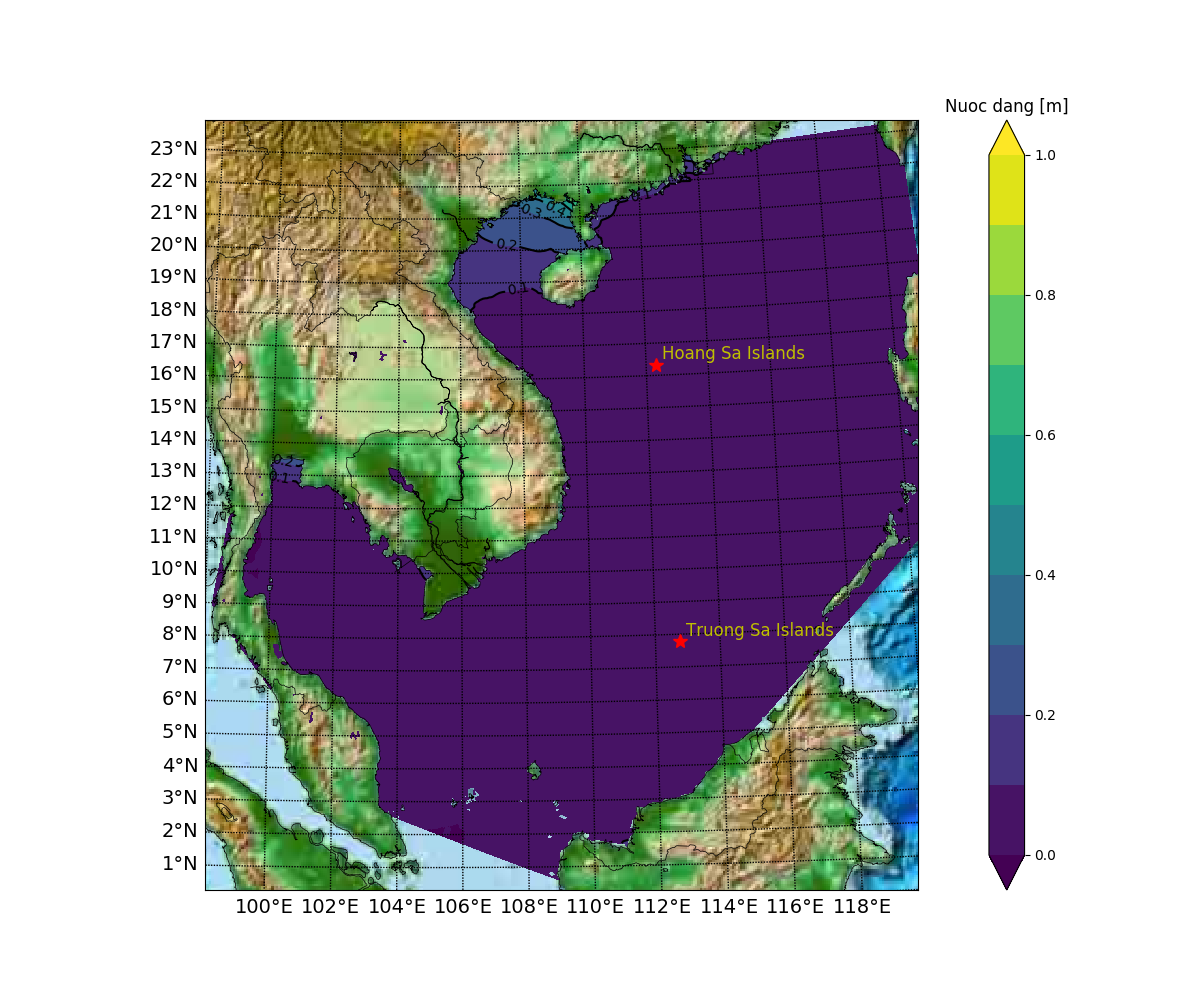 Nuoc dang [m]
23°N
22°N
21°N
20°N
19°N
18°N
17°N
16°N
15°N
14°N
13°N
12°N
11°N
10°N
9°N
8°N
7°N
6°N
5°N
4°N
3°N
2°N
1°N
100°E 102°E 104°E 106°E 108°E 110°E 112°E 114°E 116°E 118°E
0.3
0.4
0.1
0.2
0.1
0.2
0.1
Hoang Sa Islands
Truong Sa Islands
1.0
0.8
0.6
0.4
0.2
0.0